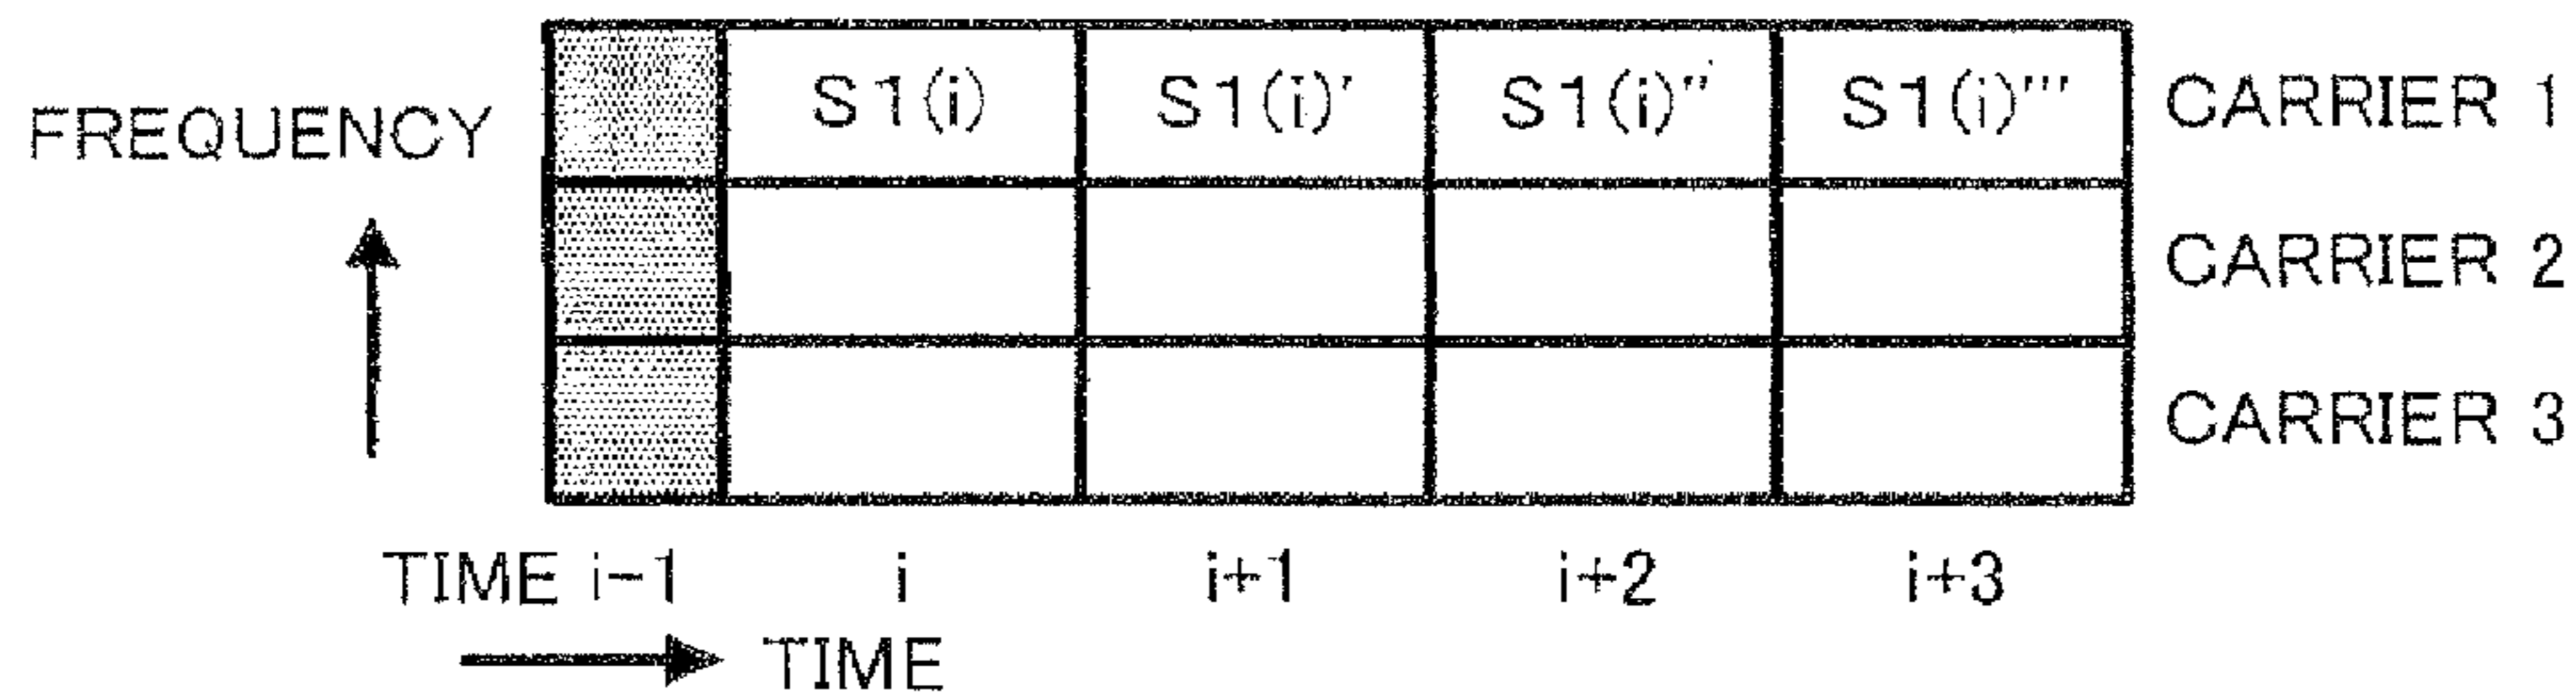 FREQUENCY S1(i) S1(i)' S1(i)'' S1(i)''' CARRIER 1
CARRIER 2
CARRIER 3
TIME i-1 i i+1 i+2 i+3
TIME